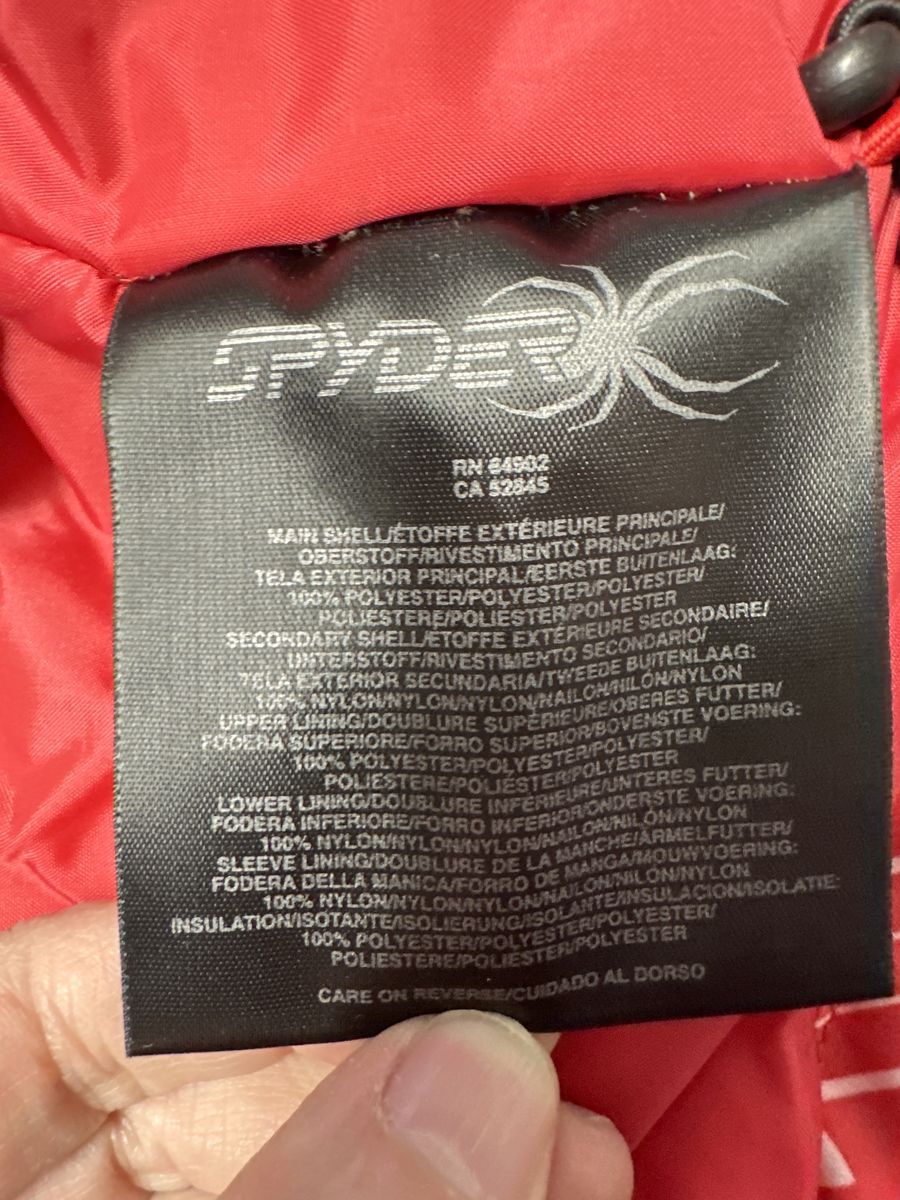 SPYDER
RN 64902
CA 52845
MAIN SHELL/ÉTOFFE EXTÉRIEURE PRINCIPALE/
OBERSTOFF/RIVESTIMENTO PRINCIPALE/
TELA EXTERIOR PRINCIPAL/EERSTE BUITENLAAG:
100% POLYESTER/POLYESTER/POLYESTER/
POLIESTERE/POLIÉSTER/POLYESTER
SECONDARY SHELL/ÉTOFFE EXTÉRIEURE SECONDAIRE/
UNTERSTOFF/RIVESTIMENTO SECONDARIO/
TELA EXTERIOR SECUNDARIA/TWEEDE BUITENLAAG:
100% NYLON/NYLON/NYLON/NAILON/NILÓN/NYLON
UPPER LINING/DOUBLURE SUPÉRIEURE/OBERES FUTTER/
FODERA SUPERIORE/FORRO SUPERIOR/BOVENSTE VOERING:
100% POLYESTER/POLYESTER/POLYESTER/
POLIESTERE/POLIÉSTER/POLYESTER
LOWER LINING/DOUBLURE INFÉRIEURE/UNTERES FUTTER/
FODERA INFERIORE/FORRO INFERIOR/ONDERSTE VOERING:
100% NYLON/NYLON/NYLON/NAILON/NILÓN/NYLON
SLEEVE LINING/DOUBLURE DE LA MANCHE/ÄRMELFUTTER/
FODERA DELLA MANICA/FORRO DE MANGA/MOUWVOERING:
100% NYLON/NYLON/NYLON/NAILON/NILÓN/NYLON
INSULATION/ISOTANTE/ISOLIERUNG/ISOLANTE/INSULACION/ISOLATIE:
100% POLYESTER/POLYESTER/POLYESTER/
POLIESTERE/POLIÉSTER/POLYESTER
CARE ON REVERSE/CUIDADO AL DORSO